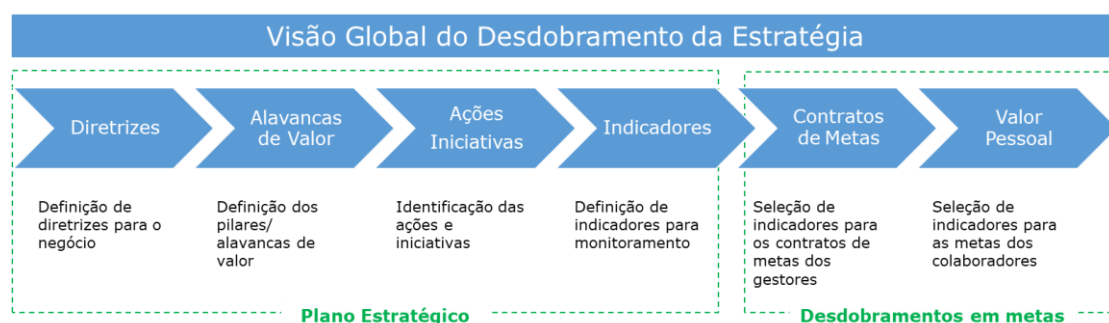 Visão Global do Desdobramento da Estratégia
Diretrizes
Alavancas
de Valor
Ações
Iniciativas
Indicadores
Contratos
de Metas
Valor
Pessoal
Definição de
diretrizes para o
negócio
Definição dos
pilares/
alavancas de
valor
Identificação das
ações e
iniciativas
Definição de
indicadores para
monitoramento
Seleção de
indicadores para
os contratos de
metas dos
gestores
Seleção de
indicadores para
as metas dos
colaboradores
Plano Estratégico
Desdobramentos em metas